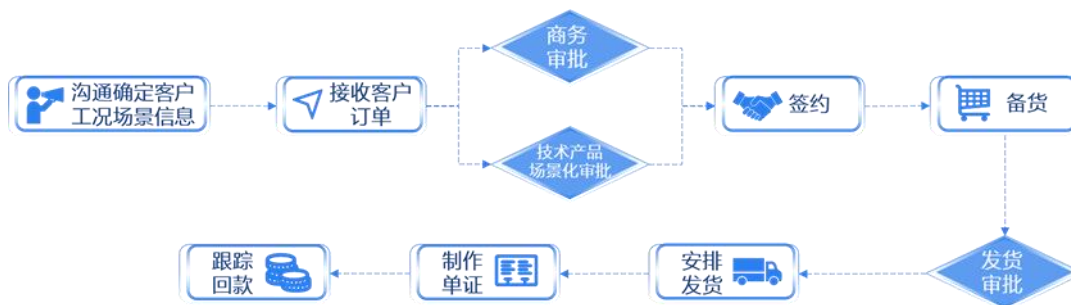 沟通确定客户
工况场景信息
接收客户
订单
商务
审批
技术产品
场景化审批
签约
备货
发货
审批
安排
发货
制作
单证
跟踪
回款